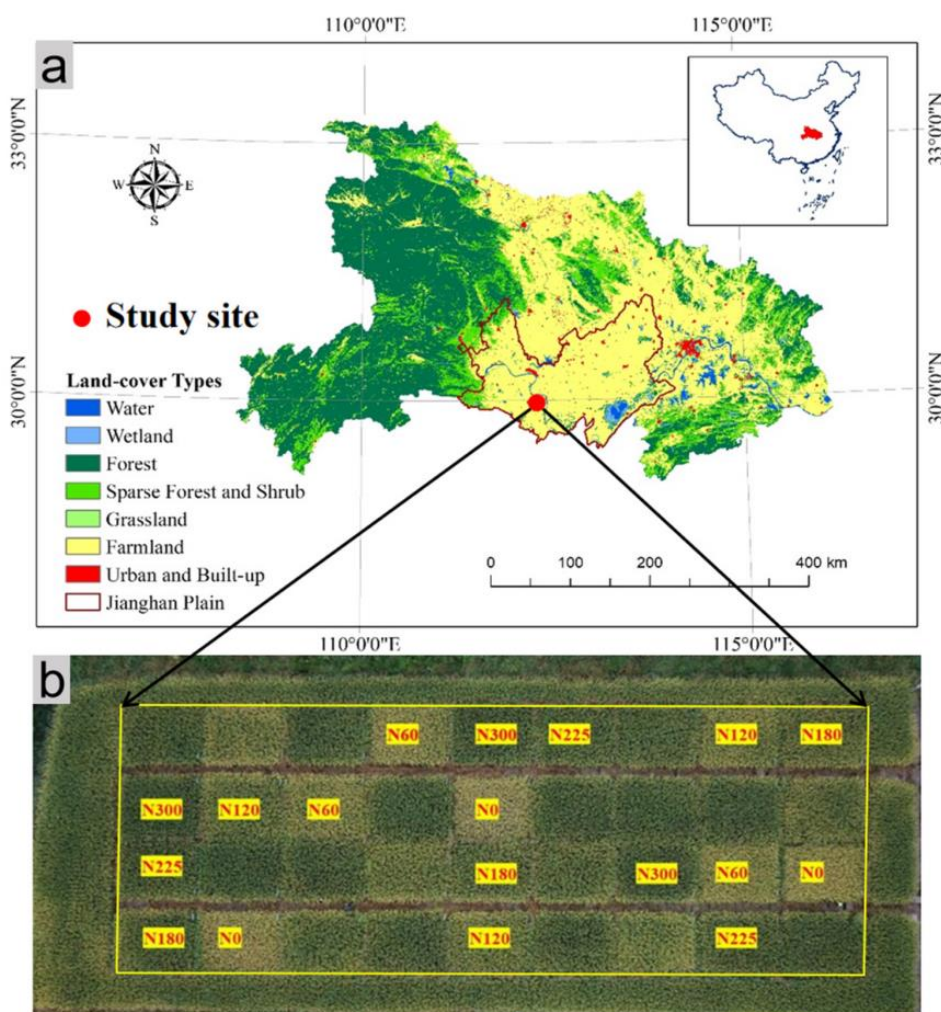 110°0'0"E 115°0'0"E
a
33°0'0"N 33°0'0"N
N
W E
S
Study site
Land-cover Types
Water
Wetland
Forest
Sparse Forest and Shrub
Grassland
Farmland
Urban and Built-up
Jianghan Plain
30°0'0"N 30°0'0"N
0 100 200 400 km
110°0'0"E 115°0'0"E
b
N60 N300 N225 N120 N180
N300 N120 N60 N0
N225 N180 N300 N60 N0
N180 N0 N120 N225